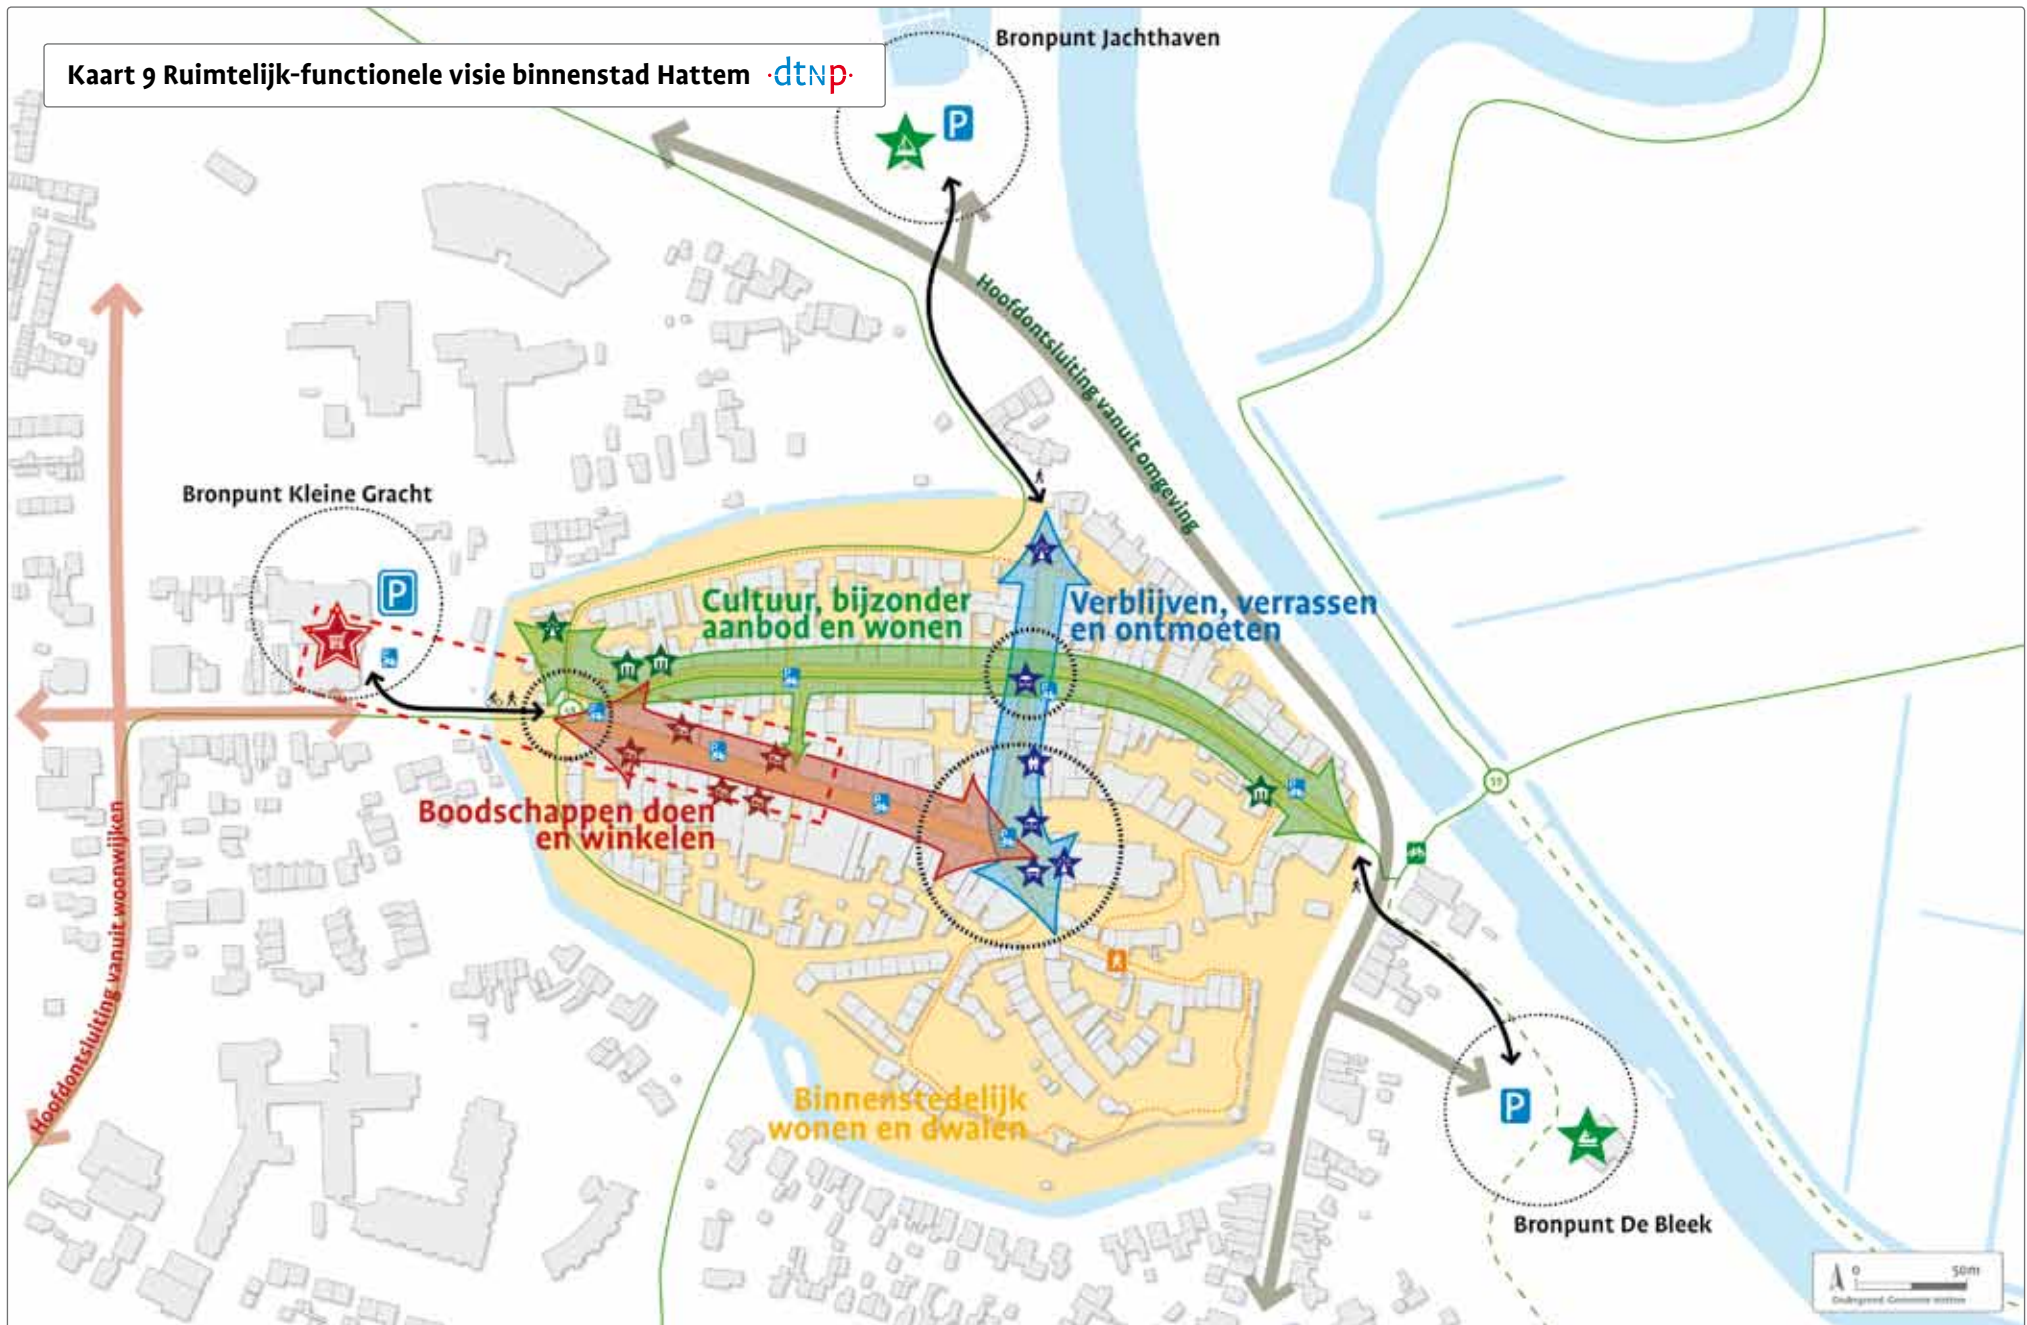 Bronpunt Jachthaven
Kaart 9 Ruimtelijk-functionele visie binnenstad Hattem ·dtnp·
P
Hoofdontsluiting vanuit omgeving
Bronpunt Kleine Gracht
P
Cultuur, bijzonder
aanbod en wonen
Verblijven, verrassen
en ontmoeten
Boodschappen doen
en winkelen
Hoofdontsluiting vanuit woonwijken
Binnenstedelijk
wonen en dwalen
P
Bronpunt De Bleek
0 50m